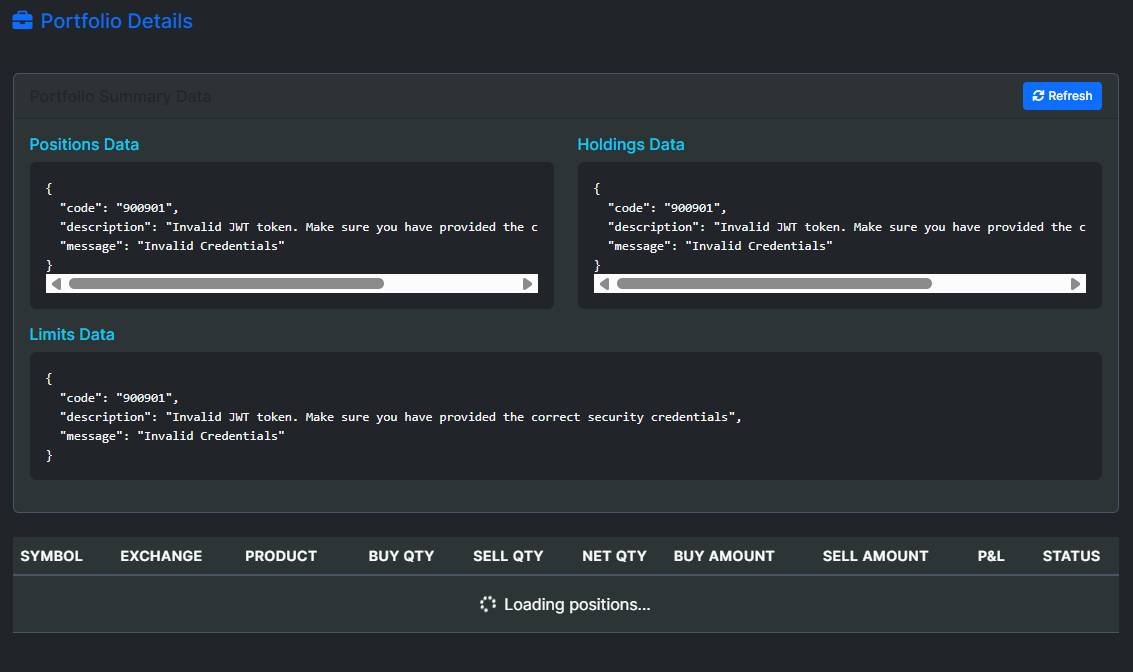 Portfolio Details
Portfolio Summary Data
Refresh
Positions Data
{
  "code": "900901",
  "description": "Invalid JWT token. Make sure you have provided the c
  "message": "Invalid Credentials"
}
Holdings Data
{
  "code": "900901",
  "description": "Invalid JWT token. Make sure you have provided the c
  "message": "Invalid Credentials"
}
Limits Data
{
  "code": "900901",
  "description": "Invalid JWT token. Make sure you have provided the correct security credentials",
  "message": "Invalid Credentials"
}
SYMBOL EXCHANGE PRODUCT BUY QTY SELL QTY NET QTY BUY AMOUNT SELL AMOUNT P&L STATUS
Loading positions...